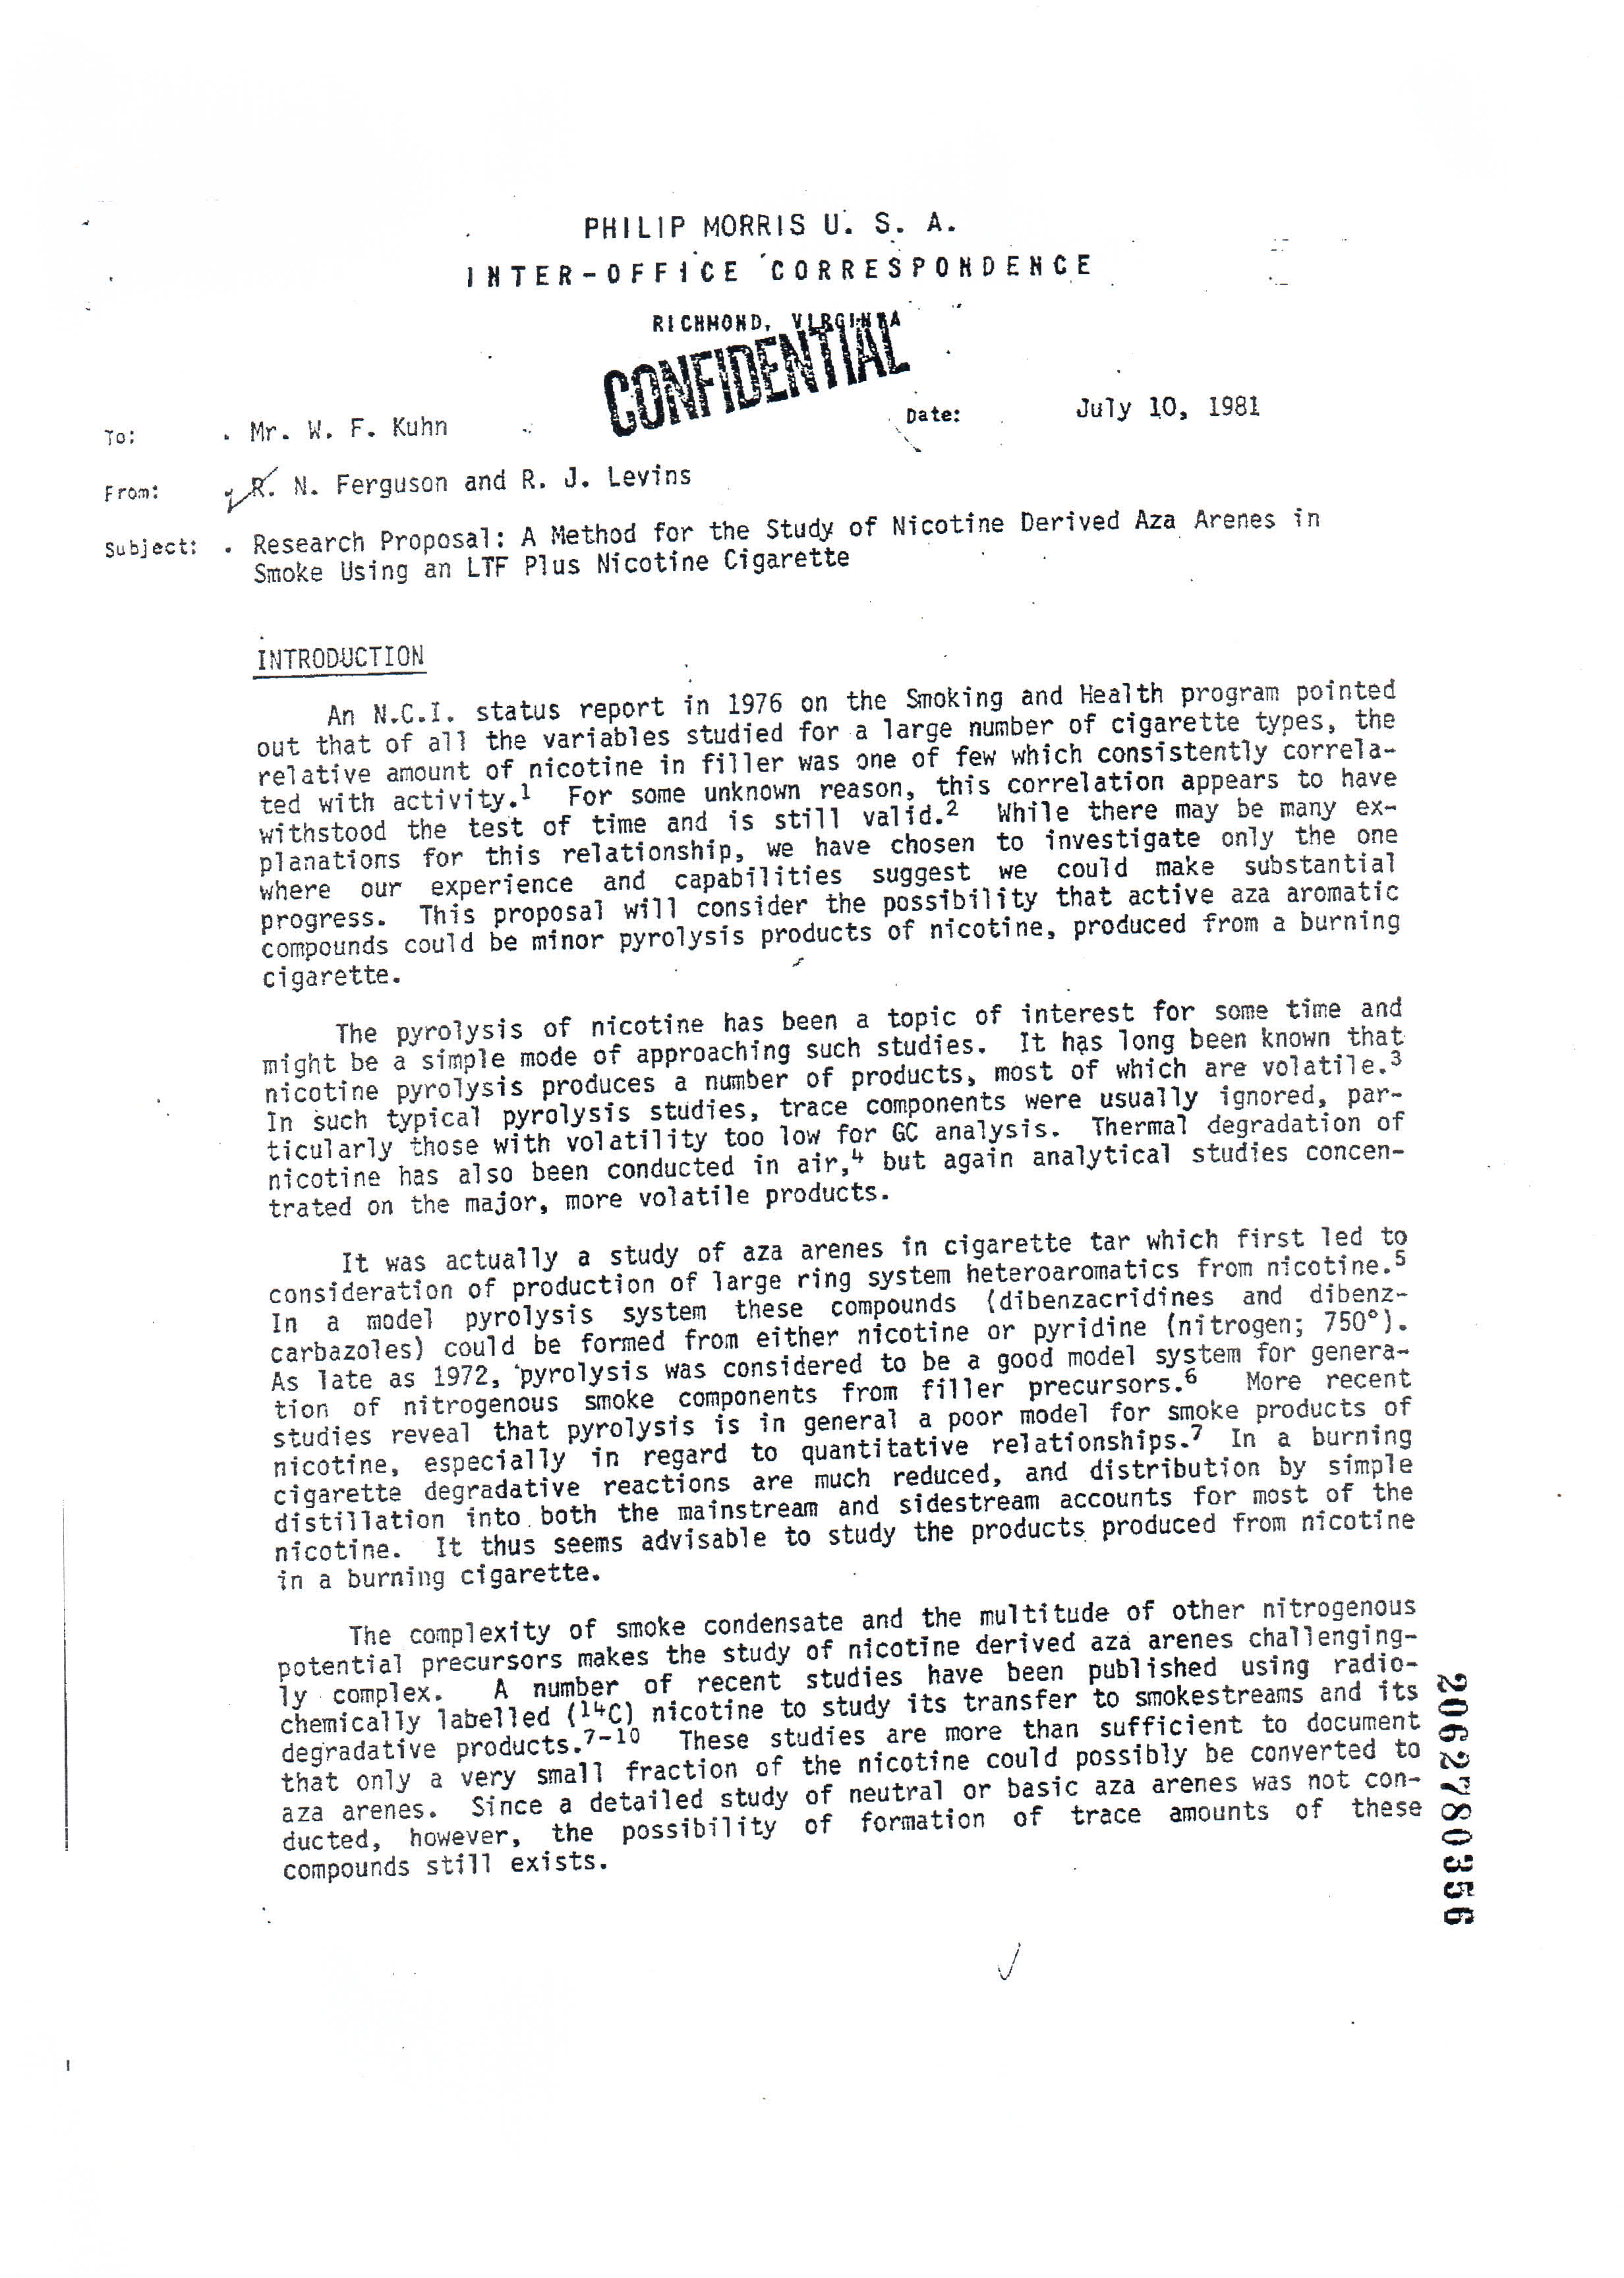 PHILIP MORRIS U. S. A.
INTER-OFFICE CORRESPONDENCE
RICHMOND, VIRGINIA
CONFIDENTIAL
To: Mr. W. F. Kuhn Date: July 10, 1981
From: R. N. Ferguson and R. J. Levins
Subject: Research Proposal: A Method for the Study of Nicotine Derived Aza Arenes in
Smoke Using an LTF Plus Nicotine Cigarette
INTRODUCTION
An N.C.I. status report in 1976 on the Smoking and Health program pointed
out that of all the variables studied for a large number of cigarette types, the
relative amount of nicotine in filler was one of few which consistently correla-
ted with activity.1 For some unknown reason, this correlation appears to have
withstood the test of time and is still valid.2 While there may be many ex-
planations for this relationship, we have chosen to investigate only the one
where our experience and capabilities suggest we could make substantial
progress. This proposal will consider the possibility that active aza aromatic
compounds could be minor pyrolysis products of nicotine, produced from a burning
cigarette.
The pyrolysis of nicotine has been a topic of interest for some time and
might be a simple mode of approaching such studies. It has long been known that
nicotine pyrolysis produces a number of products, most of which are volatile.3
In such typical pyrolysis studies, trace components were usually ignored, par-
ticularly those with volatility too low for GC analysis. Thermal degradation of
nicotine has also been conducted in air,4 but again analytical studies concen-
trated on the major, more volatile products.
It was actually a study of aza arenes in cigarette tar which first led to
consideration of production of large ring system heteroaromatics from nicotine.5
In a model pyrolysis system these compounds (dibenzacridines and dibenz-
carbazoles) could be formed from either nicotine or pyridine (nitrogen; 750°).
As late as 1972, pyrolysis was considered to be a good model system for genera-
tion of nitrogenous smoke components from filler precursors.6 More recent
studies reveal that pyrolysis is in general a poor model for smoke products of
nicotine, especially in regard to quantitative relationships.7 In a burning
cigarette degradative reactions are much reduced, and distribution by simple
distillation into both the mainstream and sidestream accounts for most of the
nicotine. It thus seems advisable to study the products produced from nicotine
in a burning cigarette.
The complexity of smoke condensate and the multitude of other nitrogenous
potential precursors makes the study of nicotine derived aza arenes challenging-
ly complex. A number of recent studies have been published using radio-
chemically labelled (14C) nicotine to study its transfer to smokestreams and its
degradative products.7-10 These studies are more than sufficient to document
that only a very small fraction of the nicotine could possibly be converted to
aza arenes. Since a detailed study of neutral or basic aza arenes was not con-
ducted, however, the possibility of formation of trace amounts of these
compounds still exists.
2062780356